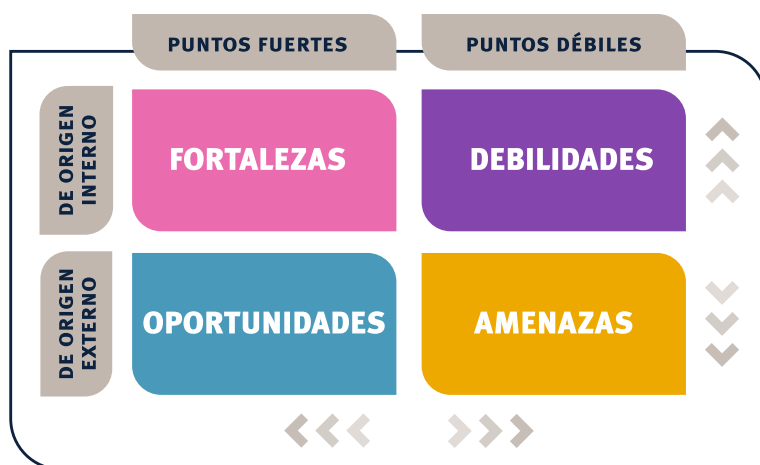 PUNTOS FUERTES
PUNTOS DÉBILES
DE ORIGEN
INTERNO
FORTALEZAS
DEBILIDADES
DE ORIGEN
EXTERNO
OPORTUNIDADES
AMENAZAS